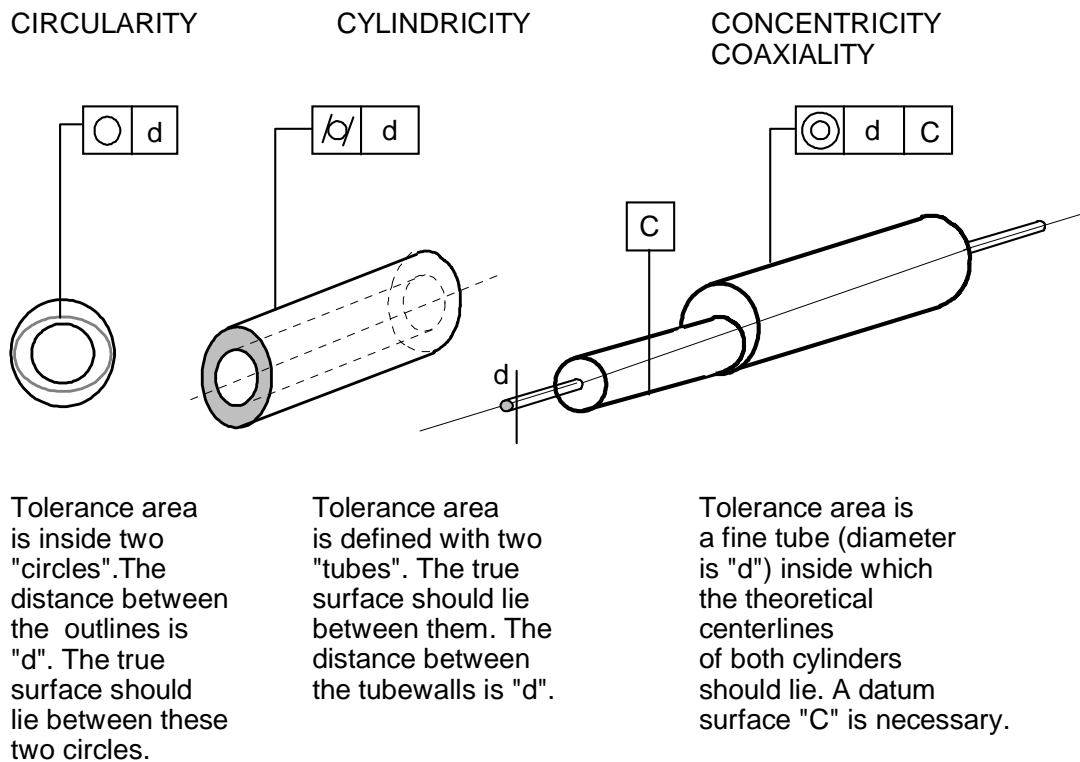 CIRCULARITY
CYLINDRICITY
CONCENTRICITY
COAXIALITY
d
d
d C
C
d
Tolerance area
is inside two
"circles".The
distance between
the outlines is
"d". The true
surface should
lie between these
two circles.
Tolerance area
is defined with two
"tubes". The true
surface should lie
between them. The
distance between
the tubewalls is "d".
Tolerance area is
a fine tube (diameter
is "d") inside which
the theoretical
centerlines
of both cylinders
should lie. A datum
surface "C" is necessary.